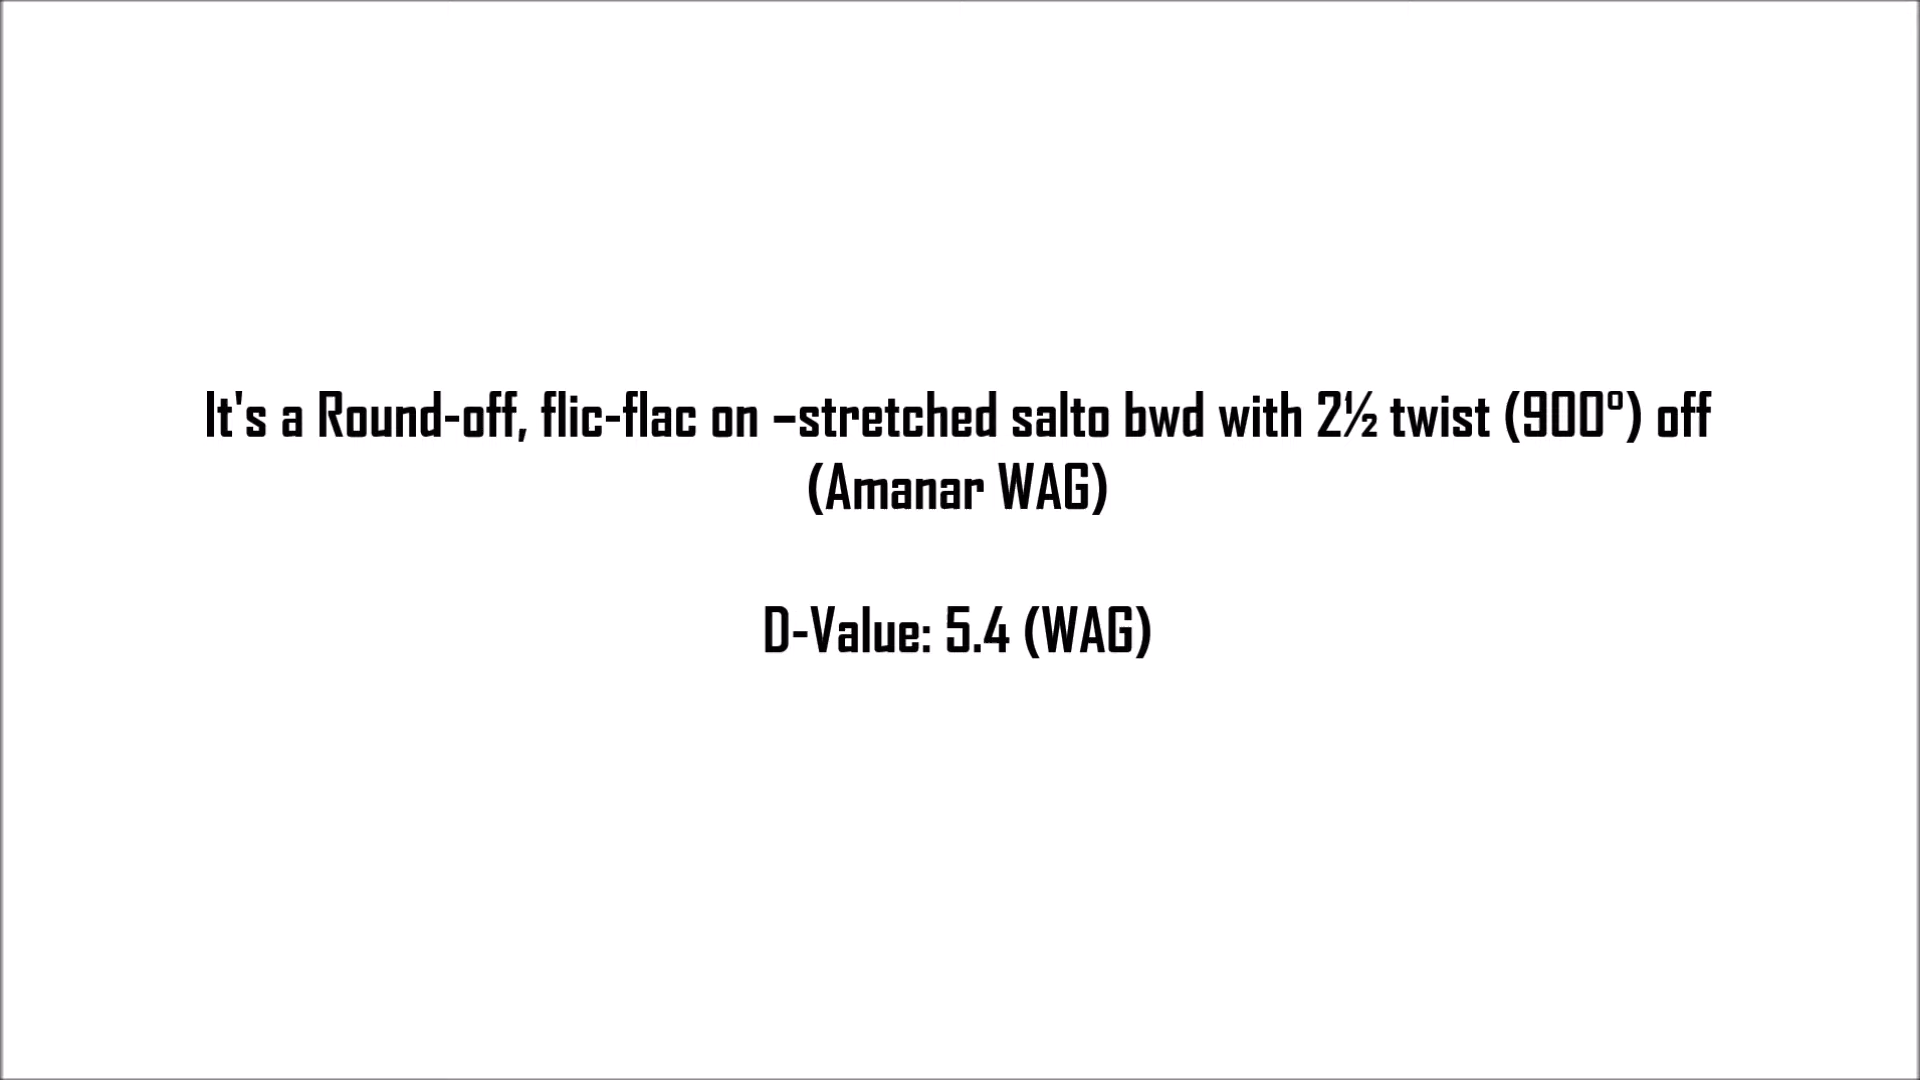 It's a Round-off, flic-flac on –stretched salto bwd with 2½ twist (900°) off
(Amanar WAG)
D-Value: 5.4 (WAG)